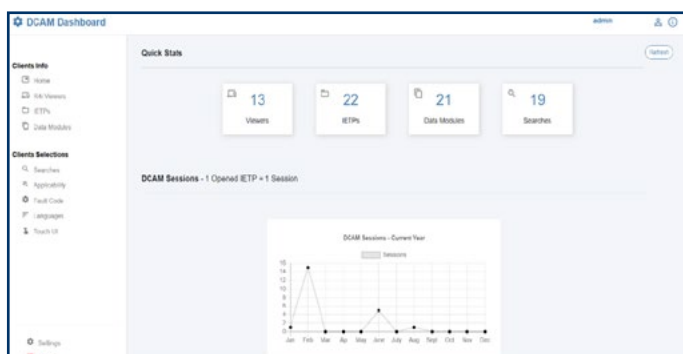 DCAM Dashboard
admin
Quick Stats
Refresh
Clients Info
Home
Viewers
IETPs
Data Modules
13
Viewers
22
IETPs
21
Data Modules
19
Searches
Clients Selections
Searches
Applicability
Fault Code
Languages
Touch UI
Settings
DCAM Sessions - 1 Opened IETP = 1 Session
DCAM Sessions - Current Year
Sessions
16
14
12
10
8
6
4
2
0
Jan Feb Mar Ap May June July Aug Sept Oct Nov Dec